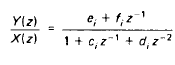 Y(z)/X(z) = (e_i + f_i z^-1)/(1 + c_i z^-1 + d_i z^-2)